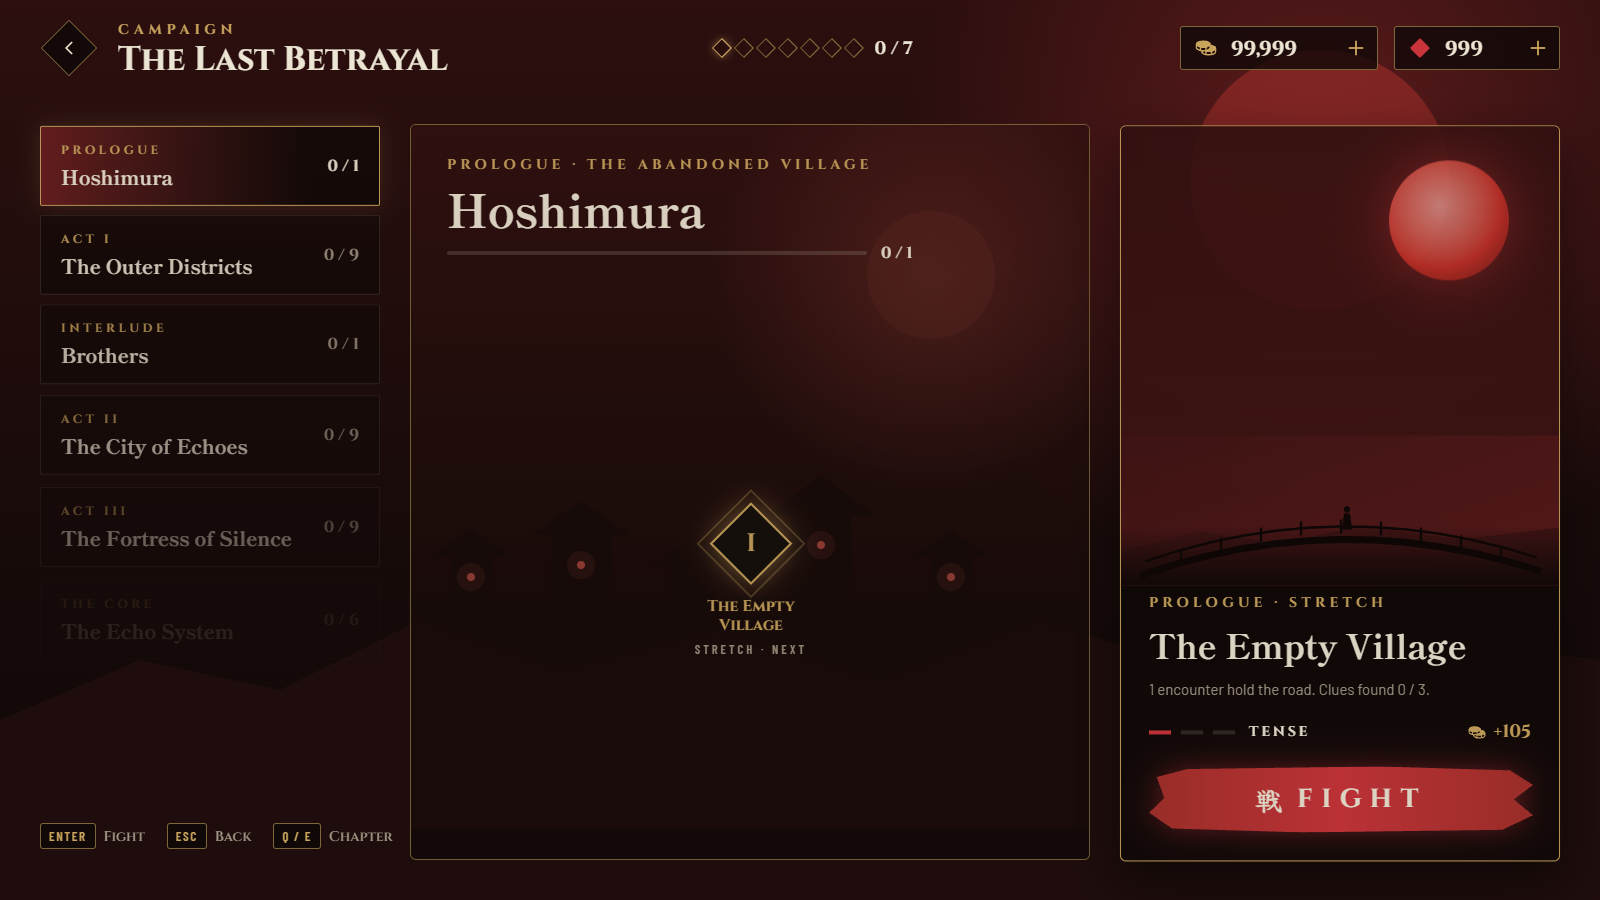 CAMPAIGN
THE LAST BETRAYAL
0 / 7
99,999 +
999 +
PROLOGUE
Hoshimura
0 / 1
ACT I
The Outer Districts
0 / 9
INTERLUDE
Brothers
0 / 1
ACT II
The City of Echoes
0 / 9
ACT III
The Fortress of Silence
0 / 9
THE CORE
The Echo System
0 / 6
ENTER FIGHT ESC BACK Q / E CHAPTER
PROLOGUE · THE ABANDONED VILLAGE
Hoshimura
0 / 1
I
THE EMPTY
VILLAGE
STRETCH · NEXT
PROLOGUE · STRETCH
The Empty Village
1 encounter hold the road. Clues found 0 / 3.
TENSE
+105
戦 FIGHT